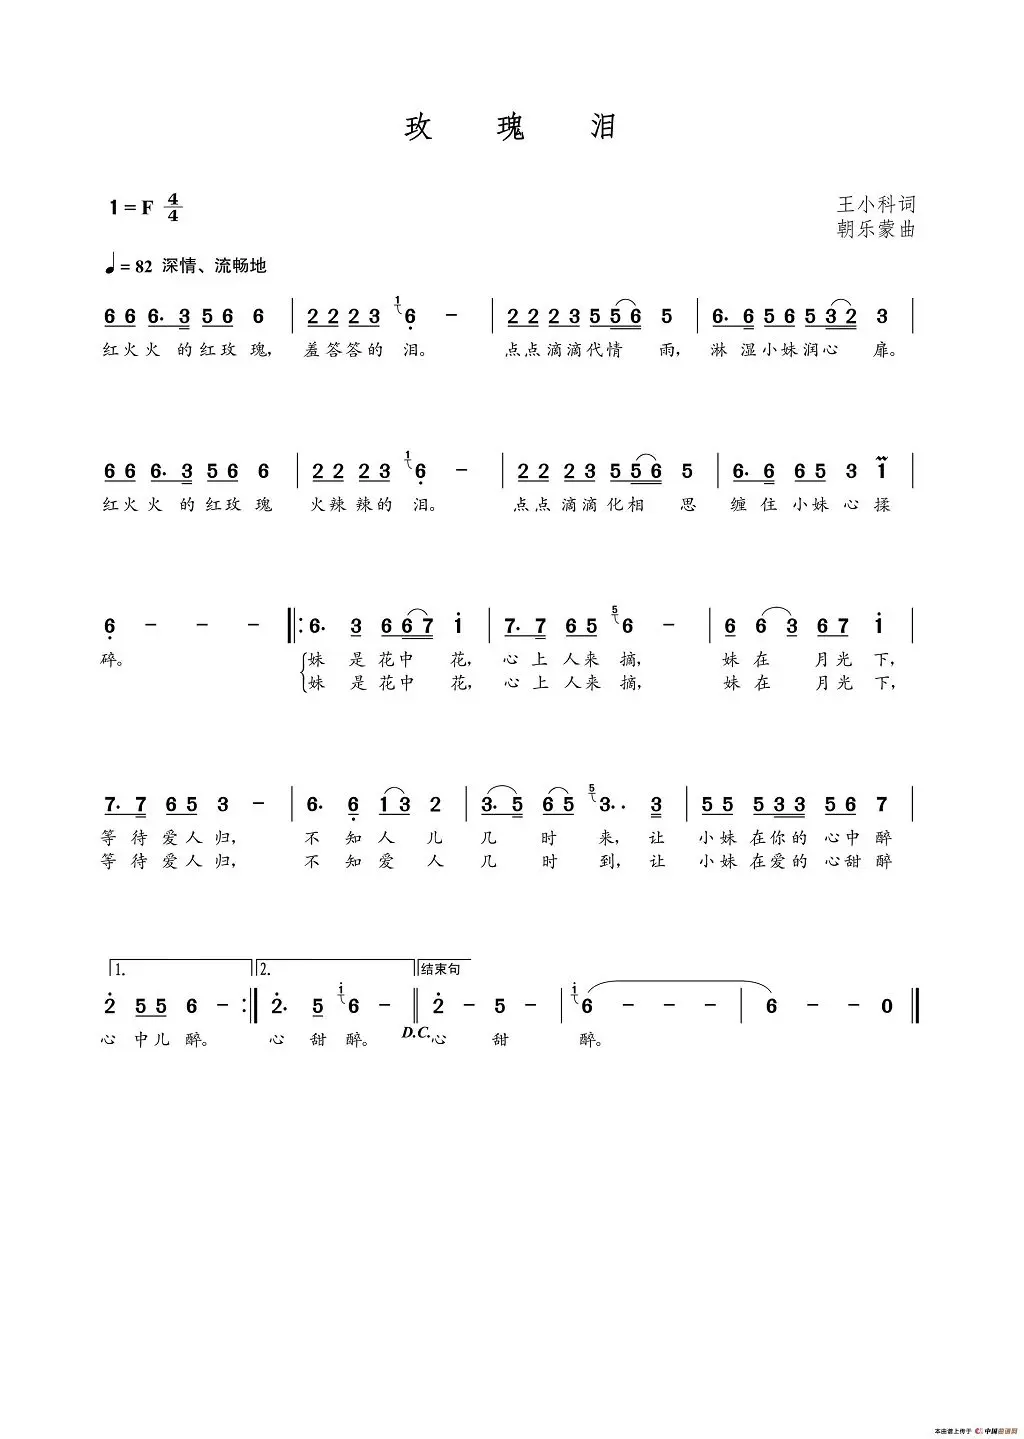 玫瑰泪
1=F 4/4
王小科词
朝乐蒙曲
♩=82 深情、流畅地
6 6 6. 3 5 6 6 | 2 2 2 3 1 6 - | 2 2 2 3 5 5 6 5 | 6. 6 5 6 5 3 2 3 |
红火火的红玫瑰, 羞答答的泪。 点点滴滴代情雨, 淋湿小妹润心扉。
6 6 6. 3 5 6 6 | 2 2 2 3 1 6 - | 2 2 2 3 5 5 6 5 | 6. 6 6 5 3 1 |
红火火的红玫瑰 火辣辣的泪。 点点滴滴化相思 缠住小妹心揉
6 - - - ‖: 6. 3 6 6 7 1 | 7. 7 6 5 5 6 - | 6 6 3 6 7 1 |
碎。 妹是花中花, 心上人来摘, 妹在月光下,
妹是花中花, 心上人来摘, 妹在月光下,
7. 7 6 5 3 - | 6. 6 1 3 2 | 3. 5 6 5 5 3.. 3 | 5 5 5 3 3 5 6 7 |
等待爱人归, 不知人儿几时来, 让小妹在你的心中醉
等待爱人归, 不知爱人几时到, 让小妹在爱的心甜醉
1. 2. 结束句
2 5 5 6 - :‖ 2. 5 i 6 - ‖ 2 - 5 - | i 6 - - - | 6 - - 0 ‖
心中儿醉。 心甜醉。 D.C. 心甜醉。
本曲谱上传于 中国曲谱网